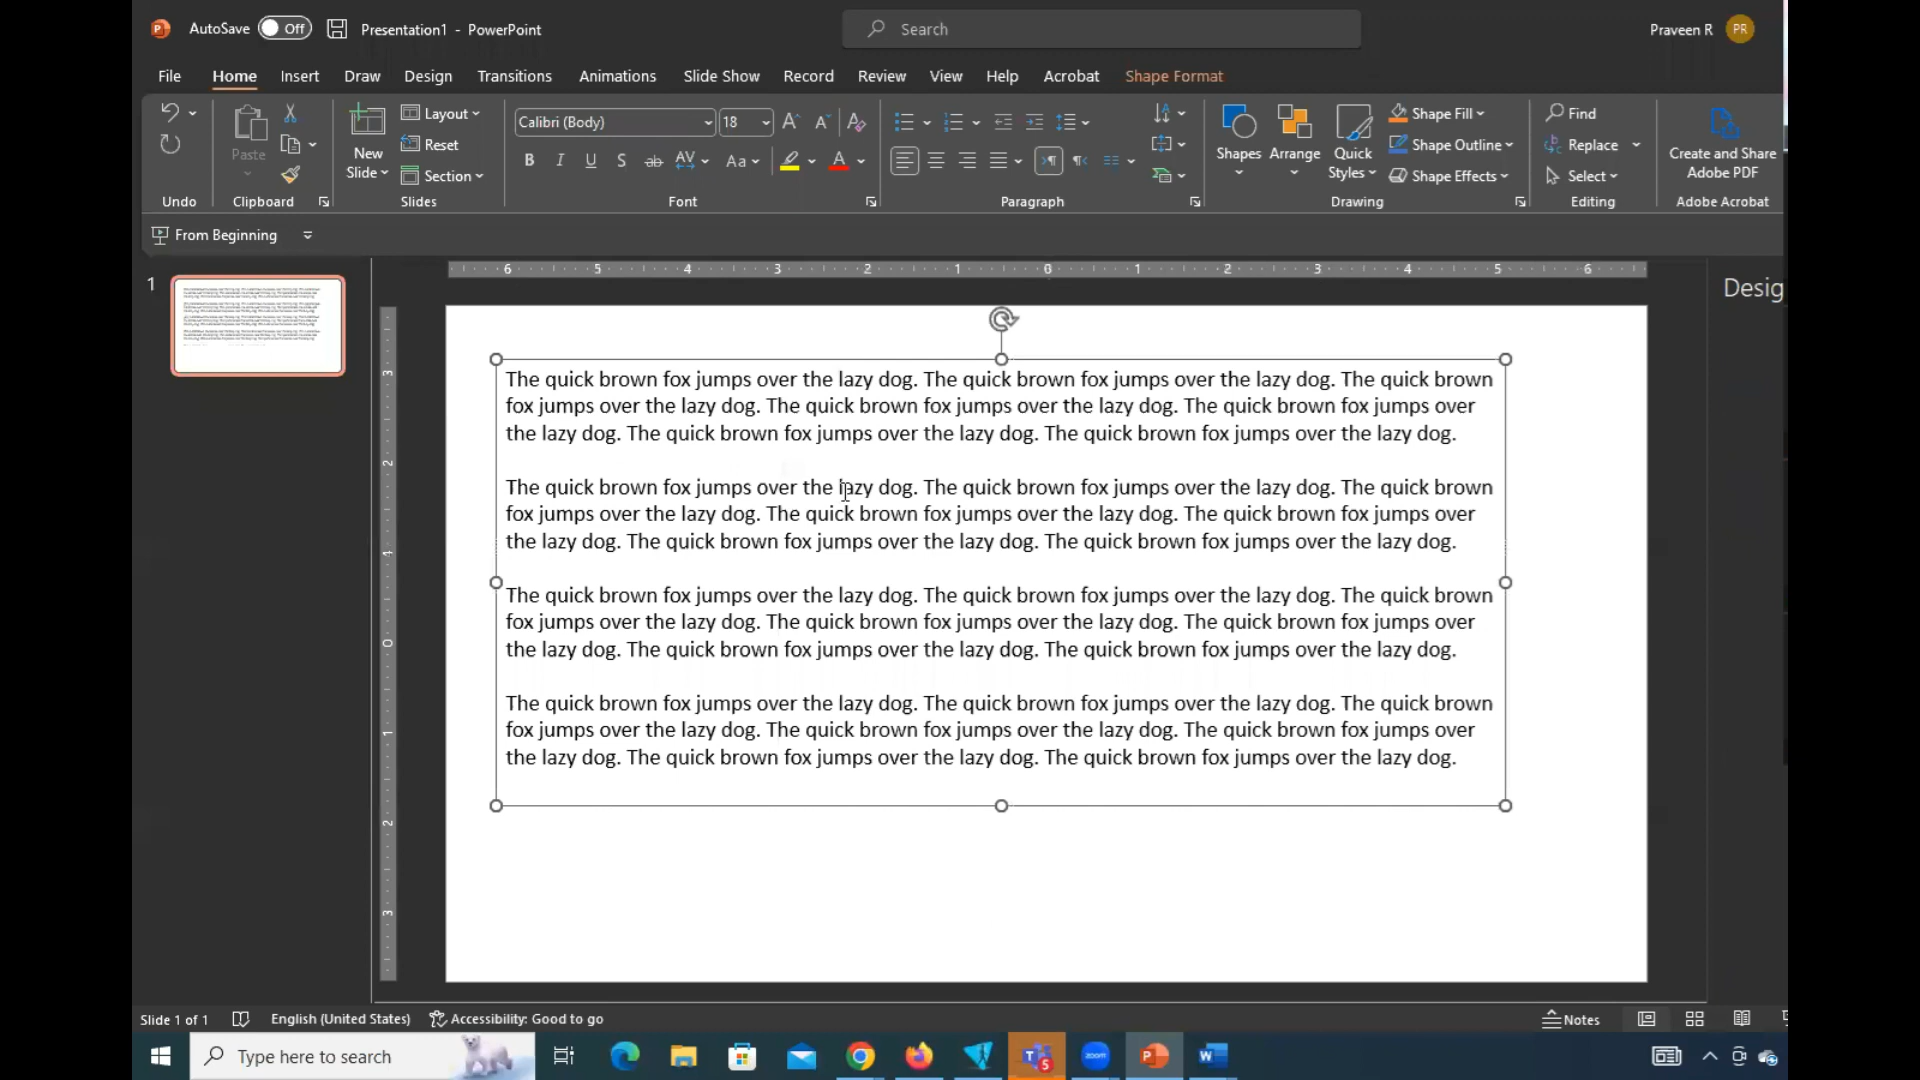 AutoSave Off Presentation1 - PowerPoint Search Praveen R PR
File Home Insert Draw Design Transitions Animations Slide Show Record Review View Help Acrobat Shape Format
Paste
New
Slide
Layout
Reset
Section
Calibri (Body) 18
Shapes
Arrange
Quick
Styles
Shape Fill
Shape Outline
Shape Effects
Find
Replace
Select
Create and Share
Adobe PDF
Undo Clipboard Slides Font Paragraph Drawing Editing Adobe Acrobat
From Beginning
6 5 4 3 2 1 0 1 2 3 4 5 6
1
Desig
The quick brown fox jumps over the lazy dog. The quick brown fox jumps over the lazy dog. The quick brown
fox jumps over the lazy dog. The quick brown fox jumps over the lazy dog. The quick brown fox jumps over
the lazy dog. The quick brown fox jumps over the lazy dog. The quick brown fox jumps over the lazy dog.
The quick brown fox jumps over the lazy dog. The quick brown fox jumps over the lazy dog. The quick brown
fox jumps over the lazy dog. The quick brown fox jumps over the lazy dog. The quick brown fox jumps over
the lazy dog. The quick brown fox jumps over the lazy dog. The quick brown fox jumps over the lazy dog.
The quick brown fox jumps over the lazy dog. The quick brown fox jumps over the lazy dog. The quick brown
fox jumps over the lazy dog. The quick brown fox jumps over the lazy dog. The quick brown fox jumps over
the lazy dog. The quick brown fox jumps over the lazy dog. The quick brown fox jumps over the lazy dog.
The quick brown fox jumps over the lazy dog. The quick brown fox jumps over the lazy dog. The quick brown
fox jumps over the lazy dog. The quick brown fox jumps over the lazy dog. The quick brown fox jumps over
the lazy dog. The quick brown fox jumps over the lazy dog. The quick brown fox jumps over the lazy dog.
Slide 1 of 1 English (United States) Accessibility: Good to go Notes
Type here to search
zoom